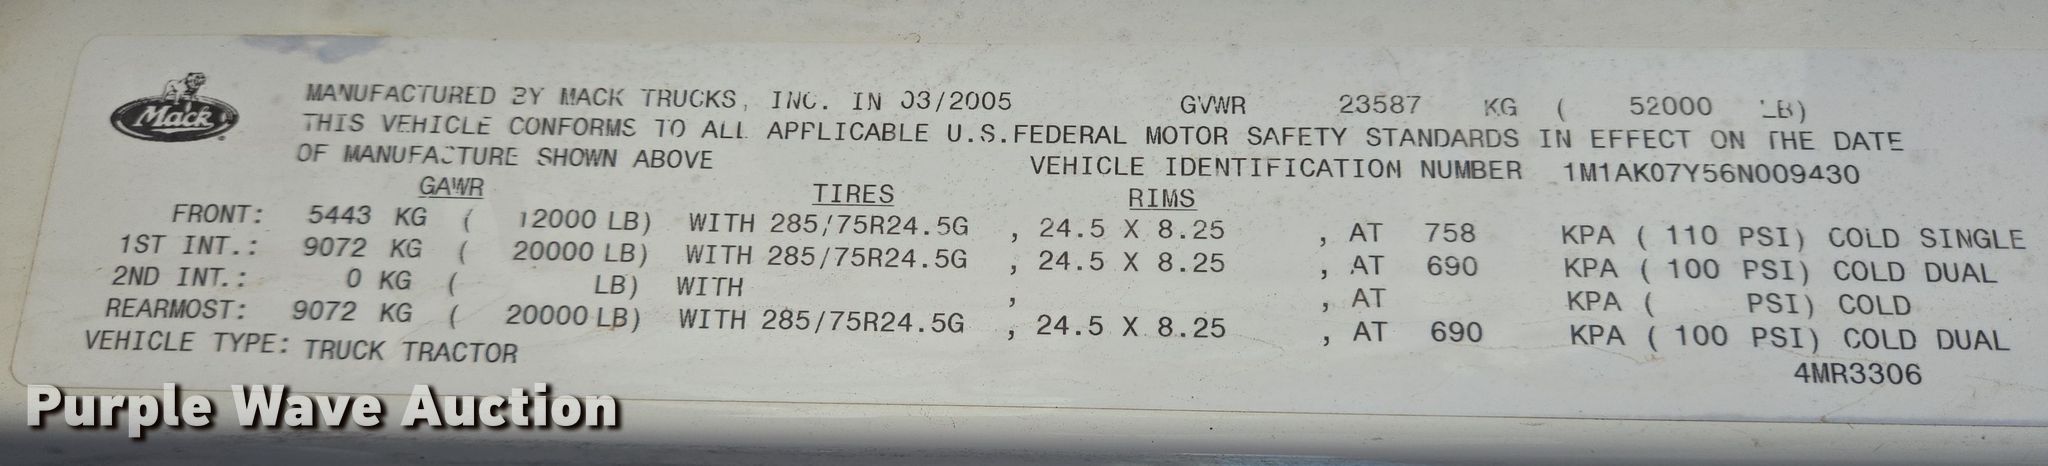 Mack
MANUFACTURED BY MACK TRUCKS, INC. IN 03/2005 GVWR 23587 KG ( 52000 LB)
THIS VEHICLE CONFORMS TO ALL APPLICABLE U.S.FEDERAL MOTOR SAFETY STANDARDS IN EFFECT ON THE DATE
OF MANUFACTURE SHOWN ABOVE VEHICLE IDENTIFICATION NUMBER 1M1AK07Y56N009430
GAWR TIRES RIMS
FRONT: 5443 KG ( 12000 LB) WITH 285/75R24.5G , 24.5 X 8.25 , AT 758 KPA ( 110 PSI) COLD SINGLE
1ST INT.: 9072 KG ( 20000 LB) WITH 285/75R24.5G , 24.5 X 8.25 , AT 690 KPA ( 100 PSI) COLD DUAL
2ND INT.: 0 KG ( LB) WITH , , AT KPA ( PSI) COLD
REARMOST: 9072 KG ( 20000 LB) WITH 285/75R24.5G , 24.5 X 8.25 , AT 690 KPA ( 100 PSI) COLD DUAL
VEHICLE TYPE: TRUCK TRACTOR
4MR3306
Purple Wave Auction